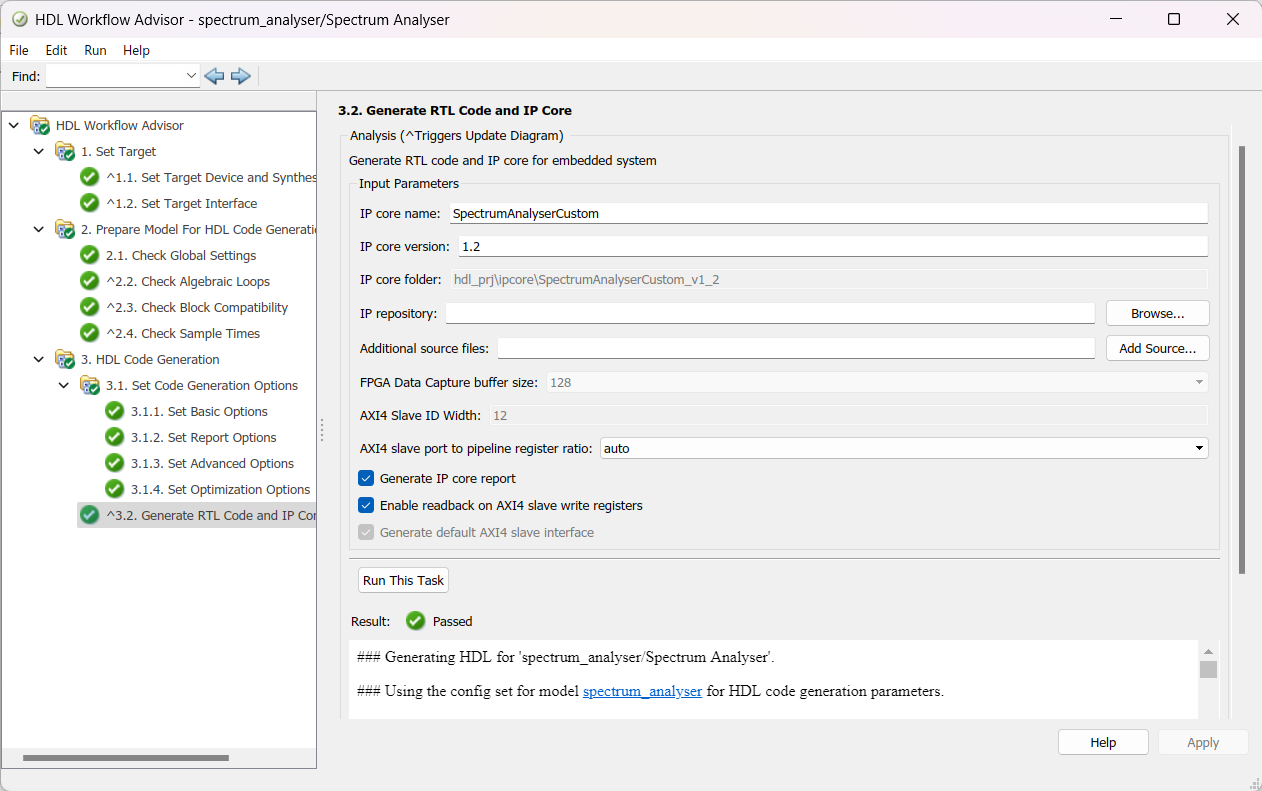 HDL Workflow Advisor - spectrum_analyser/Spectrum Analyser
File Edit Run Help
Find:
HDL Workflow Advisor
1. Set Target
^1.1. Set Target Device and Synthes
^1.2. Set Target Interface
2. Prepare Model For HDL Code Generati
2.1. Check Global Settings
^2.2. Check Algebraic Loops
^2.3. Check Block Compatibility
^2.4. Check Sample Times
3. HDL Code Generation
3.1. Set Code Generation Options
3.1.1. Set Basic Options
3.1.2. Set Report Options
3.1.3. Set Advanced Options
3.1.4. Set Optimization Options
^3.2. Generate RTL Code and IP Cor
3.2. Generate RTL Code and IP Core
Analysis (^Triggers Update Diagram)
Generate RTL code and IP core for embedded system
Input Parameters
IP core name: SpectrumAnalyserCustom
IP core version: 1.2
IP core folder: hdl_prj\ipcore\SpectrumAnalyserCustom_v1_2
IP repository: Browse...
Additional source files: Add Source...
FPGA Data Capture buffer size: 128
AXI4 Slave ID Width: 12
AXI4 slave port to pipeline register ratio: auto
Generate IP core report
Enable readback on AXI4 slave write registers
Generate default AXI4 slave interface
Run This Task
Result: Passed
### Generating HDL for 'spectrum_analyser/Spectrum Analyser'.
### Using the config set for model spectrum_analyser for HDL code generation parameters.
Help Apply